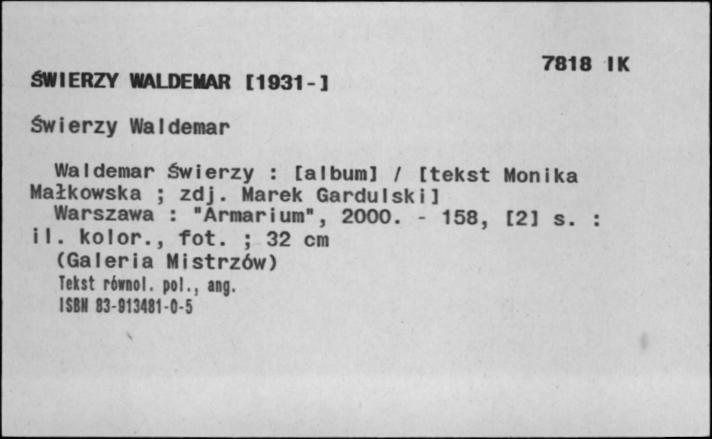 7818 IK
ŚWIERZY WALDEMAR [1931-]
Świerzy Waldemar
Waldemar Świerzy : [album] / [tekst Monika
Małkowska ; zdj. Marek Gardulski]
Warszawa : "Armarium", 2000. - 158, [2] s. :
il. kolor., fot. ; 32 cm
(Galeria Mistrzów)
Tekst równol. pol., ang.
ISBN 83-913481-0-5